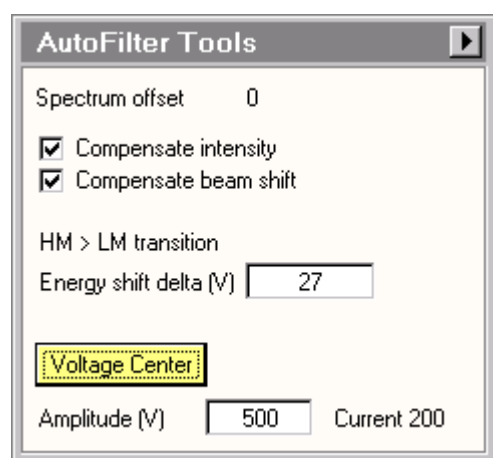 AutoFilter Tools
Spectrum offset 0
Compensate intensity
Compensate beam shift
HM > LM transition
Energy shift delta (V) 27
Voltage Center
Amplitude (V) 500 Current 200